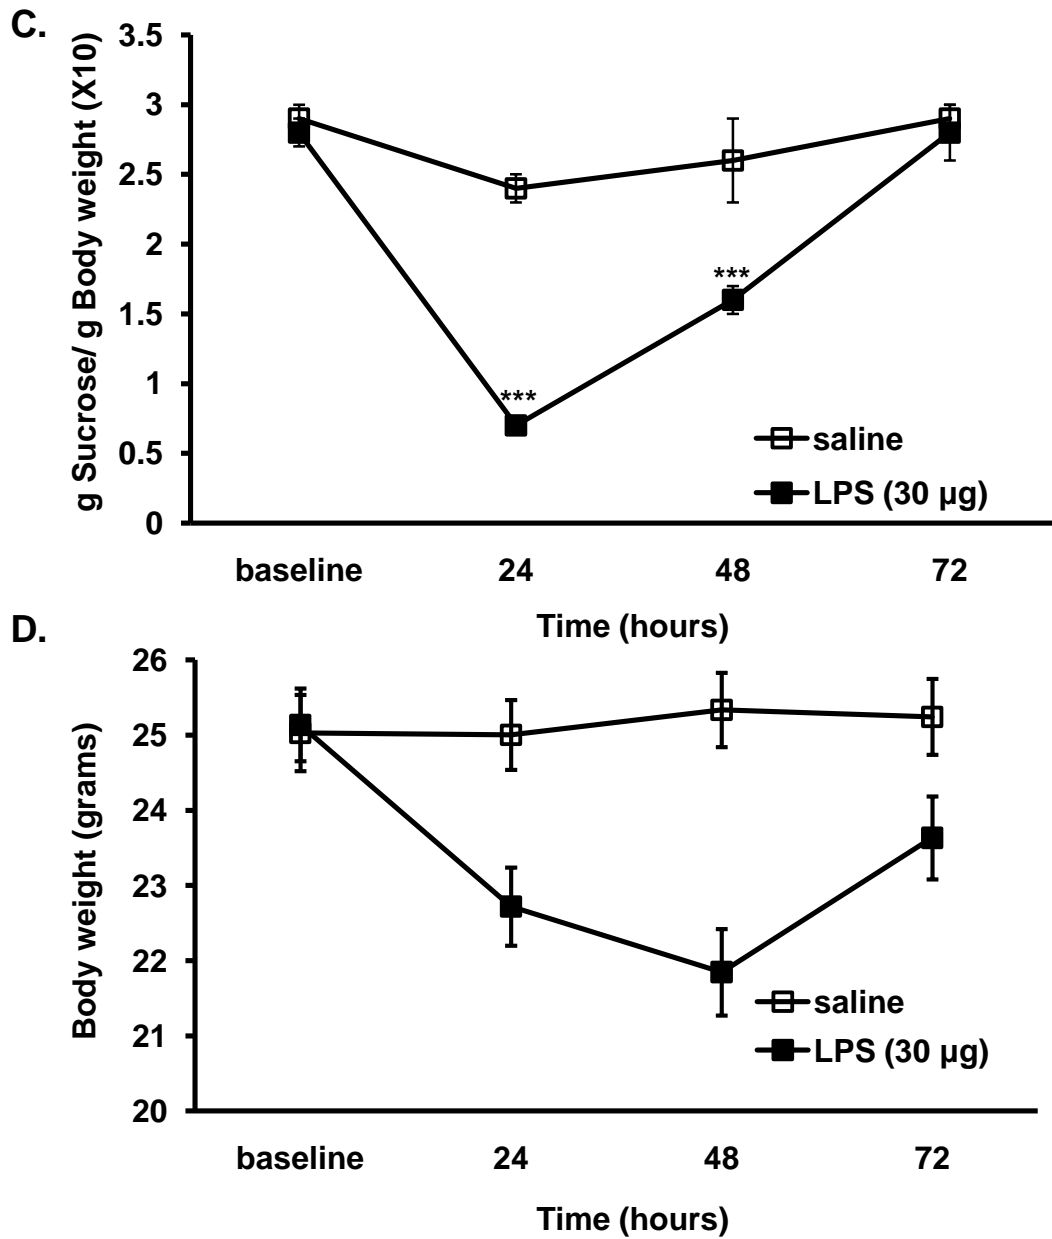 C.
g Sucrose/ g Body weight (X10)
3.5
3
2.5
2
1.5
1
0.5
0
***
***
saline
LPS (30 µg)
baseline 24 48 72
Time (hours)
D.
Body weight (grams)
26
25
24
23
22
21
20
saline
LPS (30 µg)
baseline 24 48 72
Time (hours)